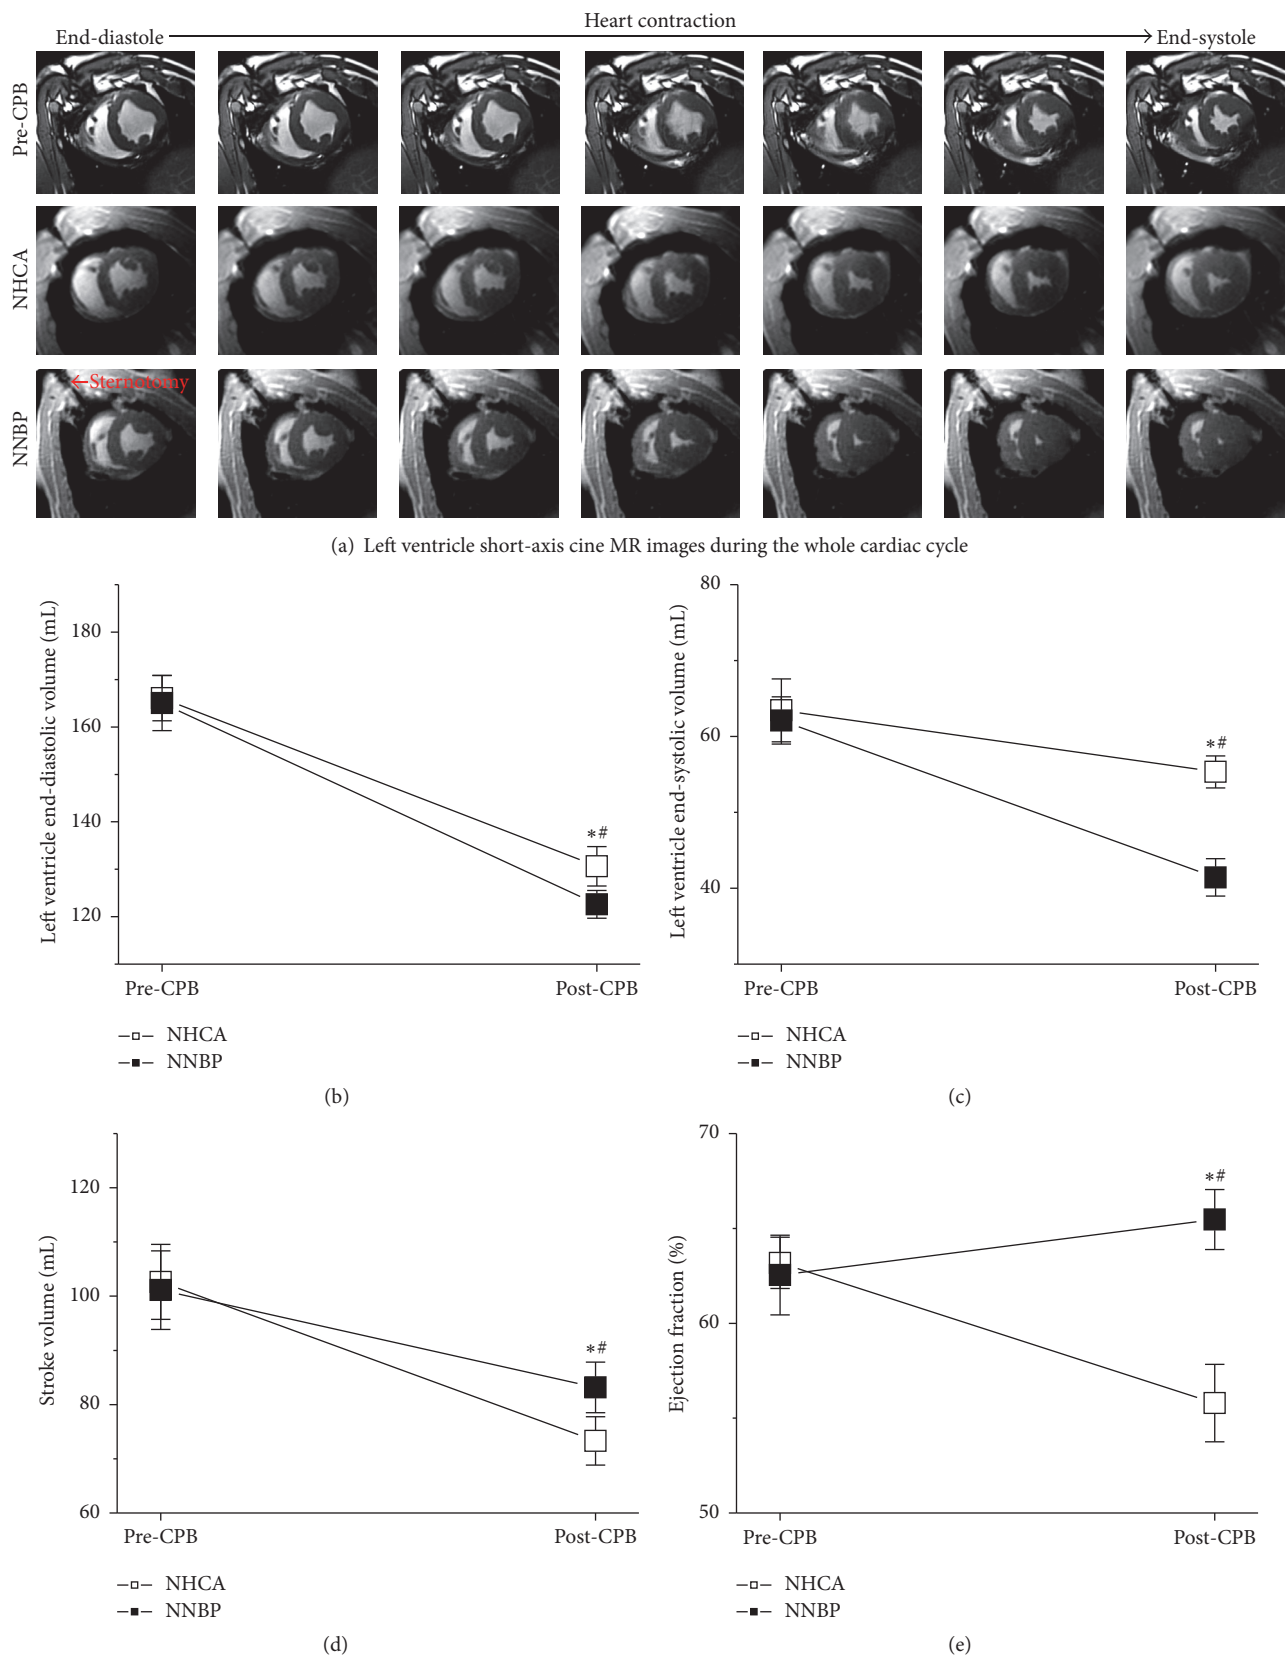 Heart contraction
End-diastole
End-systole
Pre-CPB
NHCA
NNBP
←Sternotomy
(a) Left ventricle short-axis cine MR images during the whole cardiac cycle
Left ventricle end-diastolic volume (mL)
180
160
140
120
*#
Pre-CPB
Post-CPB
NHCA
NNBP
(b)
Left ventricle end-systolic volume (mL)
80
60
40
*#
Pre-CPB
Post-CPB
NHCA
NNBP
(c)
Stroke volume (mL)
120
100
80
60
*#
Pre-CPB
Post-CPB
NHCA
NNBP
(d)
Ejection fraction (%)
70
60
50
*#
Pre-CPB
Post-CPB
NHCA
NNBP
(e)